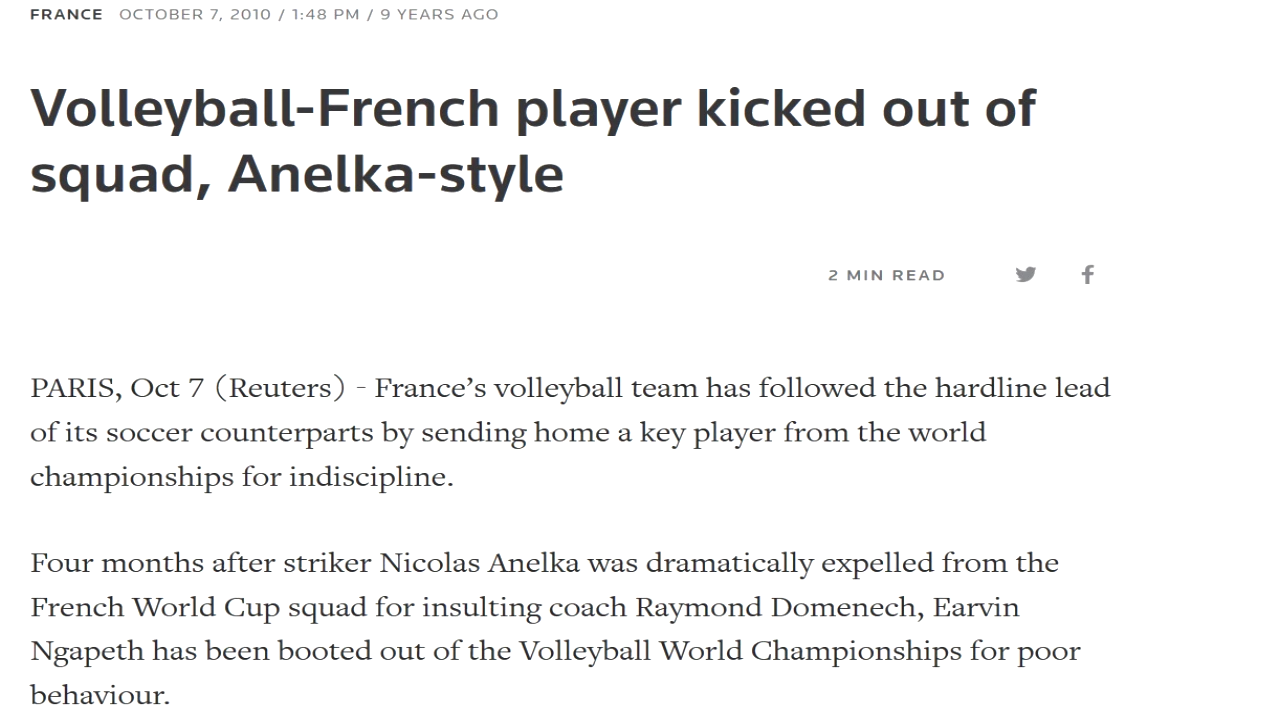 FRANCE OCTOBER 7, 2010 / 1:48 PM / 9 YEARS AGO
Volleyball-French player kicked out of
squad, Anelka-style
2 MIN READ
PARIS, Oct 7 (Reuters) - France’s volleyball team has followed the hardline lead
of its soccer counterparts by sending home a key player from the world
championships for indiscipline.
Four months after striker Nicolas Anelka was dramatically expelled from the
French World Cup squad for insulting coach Raymond Domenech, Earvin
Ngapeth has been booted out of the Volleyball World Championships for poor
behaviour.